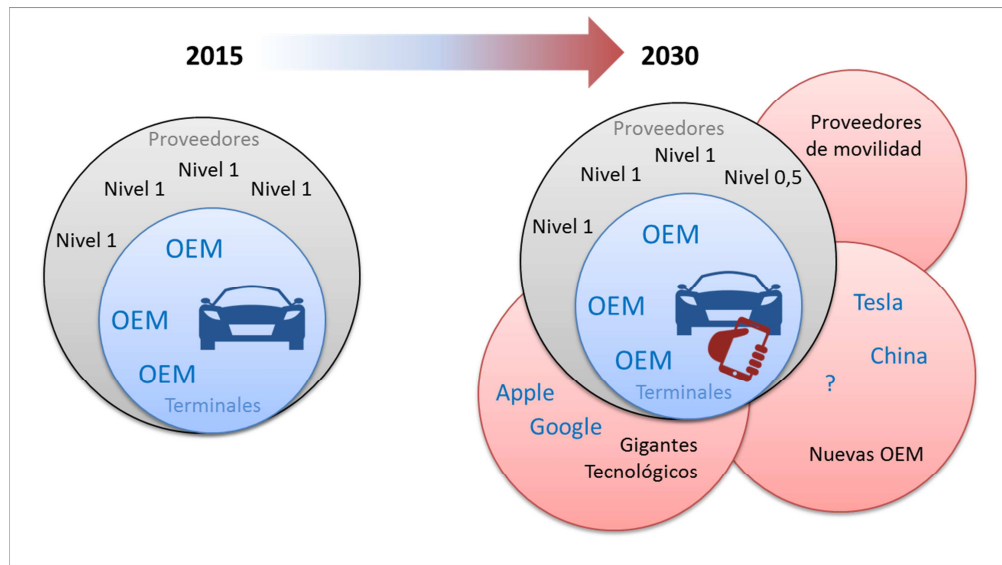 2015
2030
Proveedores
Nivel 1
Nivel 1
Nivel 1
Nivel 1
OEM
OEM
OEM
Terminales
Proveedores
Nivel 1
Nivel 1
Nivel 0,5
Nivel 1
OEM
OEM
OEM
Terminales
Proveedores
de movilidad
Tesla
China
?
Nuevas OEM
Apple
Google
Gigantes
Tecnológicos